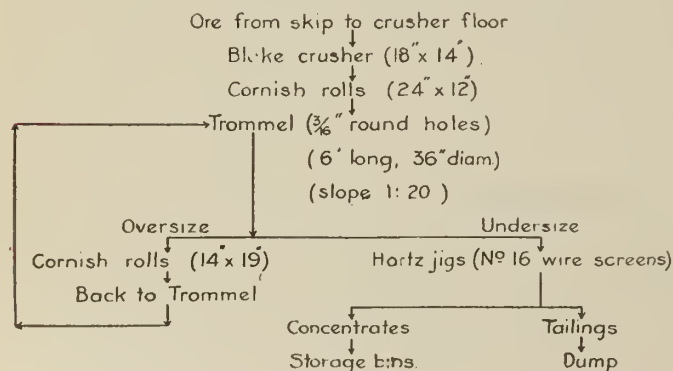 Ore from skip to crusher floor
Blake crusher (18" x 14")
Cornish rolls (24" x 12")
Trommel (3/16" round holes)
(6' long, 36" diam.)
(slope 1:20)
Oversize Undersize
Cornish rolls (14" x 19") Hartz jigs (Nº 16 wire screens)
Back to Trommel
Concentrates Tailings
Storage bins. Dump